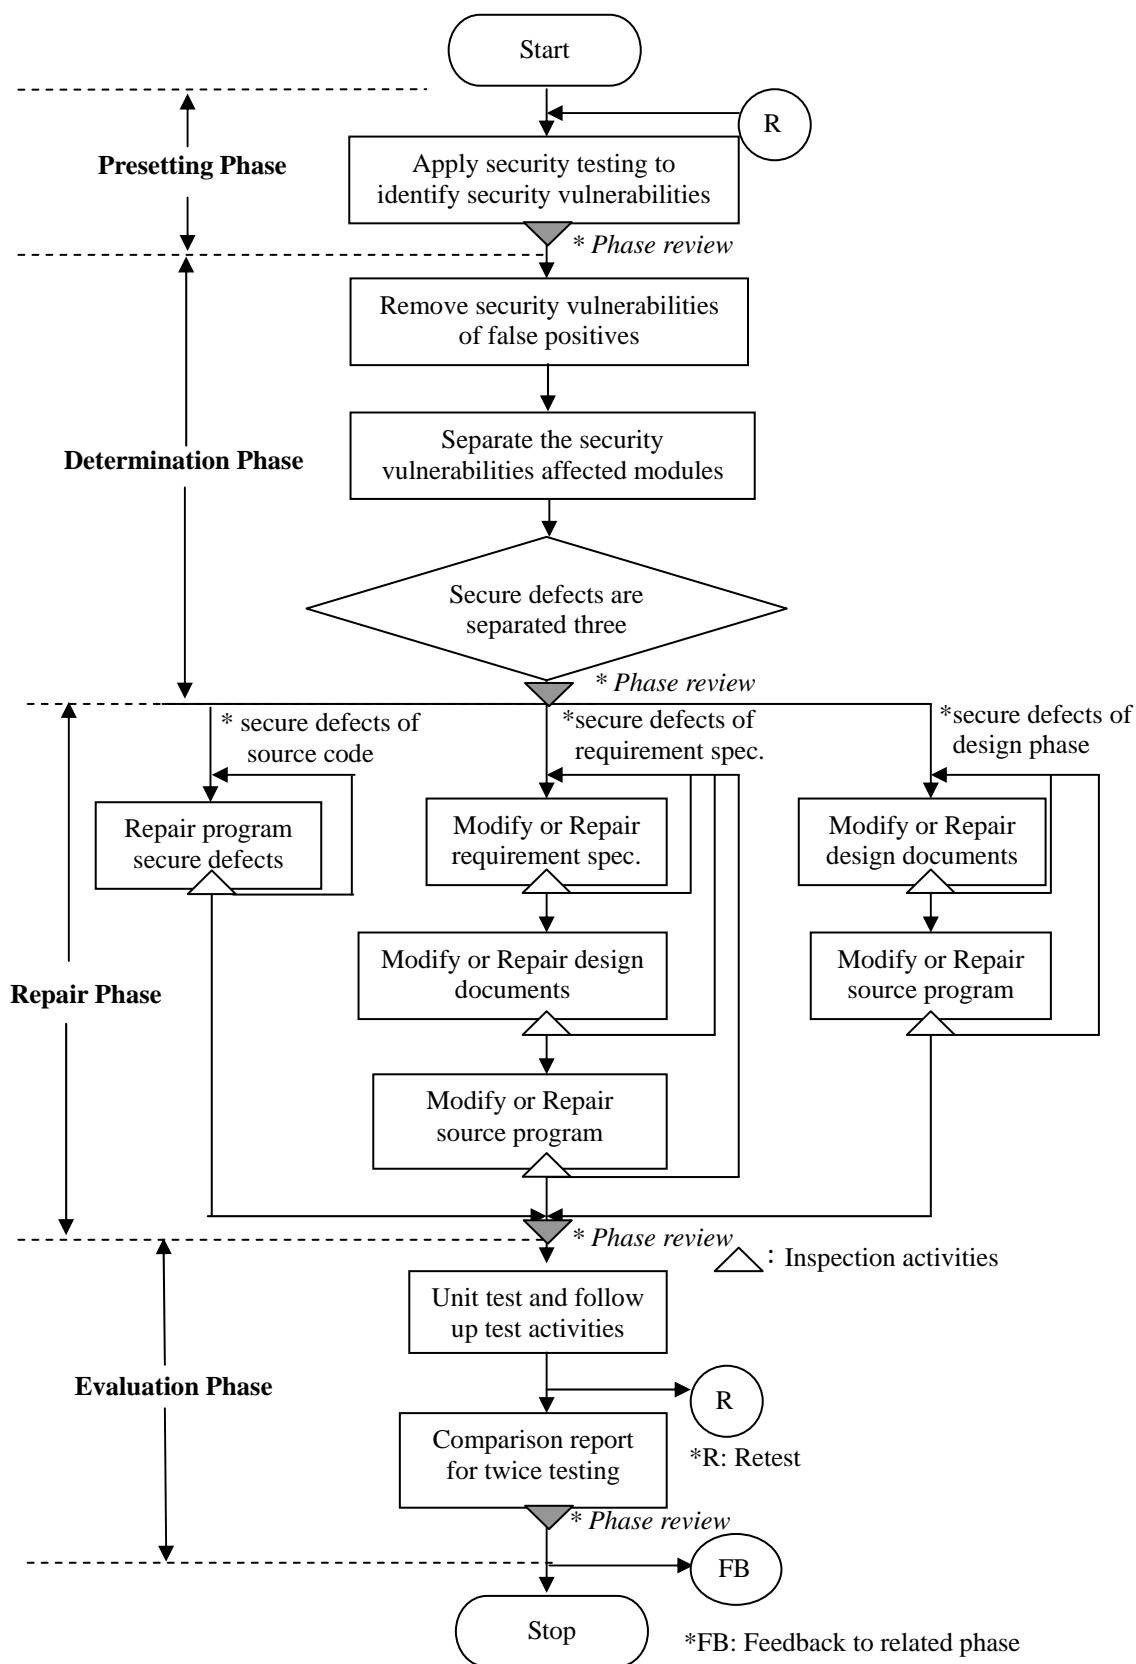 Start
R
Presetting Phase
Apply security testing to
identify security vulnerabilities
* Phase review
Remove security vulnerabilities
of false positives
Determination Phase
Separate the security
vulnerabilities affected modules
Secure defects are
separated three
* Phase review
* secure defects of
source code
*secure defects of
requirement spec.
*secure defects of
design phase
Repair program
secure defects
Modify or Repair
requirement spec.
Modify or Repair
design documents
Repair Phase
Modify or Repair design
documents
Modify or Repair
source program
Modify or Repair
source program
* Phase review
: Inspection activities
Unit test and follow
up test activities
Evaluation Phase
R
*R: Retest
Comparison report
for twice testing
* Phase review
FB
Stop
*FB: Feedback to related phase